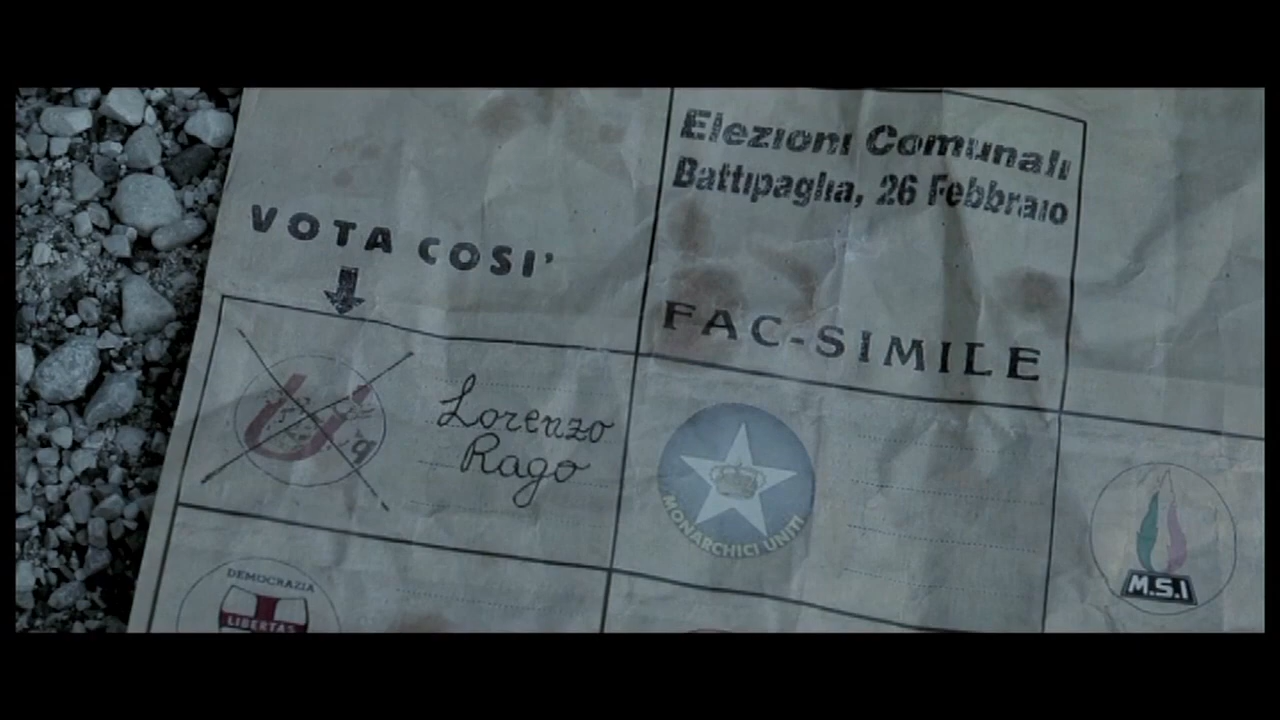 Elezioni Comunali
Battipaglia, 26 Febbraio
VOTA COSI'
FAC-SIMILE
Lorenzo
Rago
MONARCHICI UNITI
M.S.I
DEMOCRAZIA
LIBERTAS